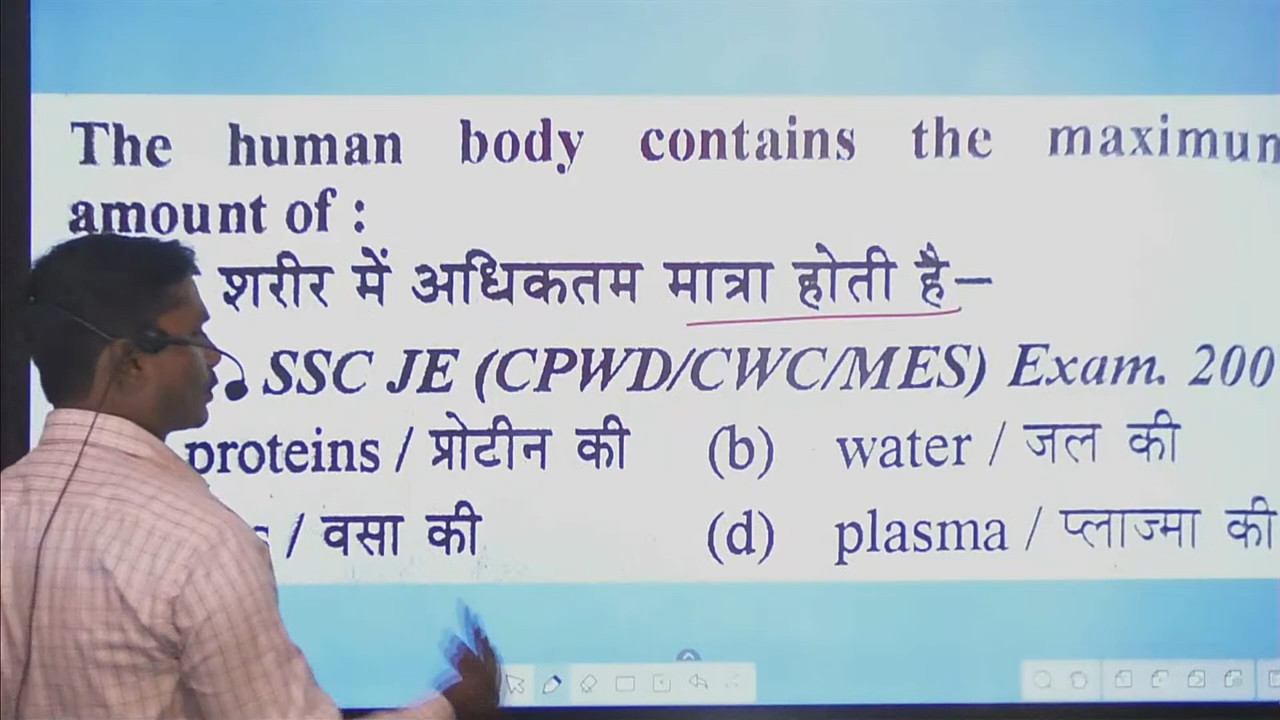 The human body contains the
amount of :
शरीर में अधिकतम मात्रा होती है–
SSC JE (CPWD/CWC/MES) Exam. 200
proteins / प्रोटीन की (b) water / जल की
/ वसा की (d) plasma / प्लाज्मा की